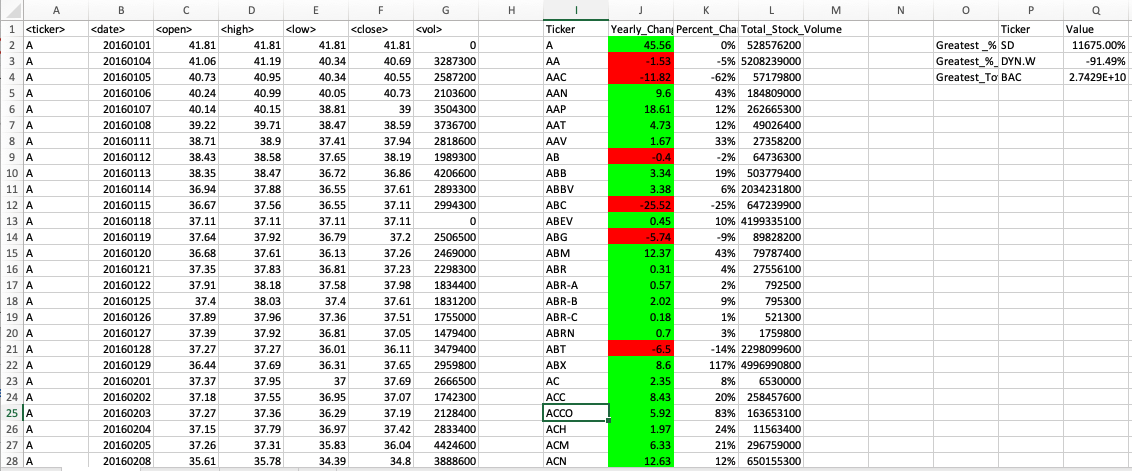 A B C D E F G H I J K L M N O P Q
1 <ticker> <date> <open> <high> <low> <close> <vol> Ticker Yearly_Chan Percent_Cha Total_Stock_Volume Ticker Value
2 A 20160101 41.81 41.81 41.81 41.81 0 A 45.56 0% 528576200 Greatest _% SD 11675.00%
3 A 20160104 41.06 41.19 40.34 40.69 3287300 AA -1.53 -5% 5208239000 Greatest_%_ DYN.W -91.49%
4 A 20160105 40.73 40.95 40.34 40.55 2587200 AAC -11.82 -62% 57179800 Greatest_To BAC 2.7429E+10
5 A 20160106 40.24 40.99 40.05 40.73 2103600 AAN 9.6 43% 184809000
6 A 20160107 40.14 40.15 38.81 39 3504300 AAP 18.61 12% 262665300
7 A 20160108 39.22 39.71 38.47 38.59 3736700 AAT 4.73 12% 49026400
8 A 20160111 38.71 38.9 37.41 37.94 2818600 AAV 1.67 33% 27358200
9 A 20160112 38.43 38.58 37.65 38.19 1989300 AB -0.4 -2% 64736300
10 A 20160113 38.35 38.47 36.72 36.86 4206600 ABB 3.34 19% 503779400
11 A 20160114 36.94 37.88 36.55 37.61 2893300 ABBV 3.38 6% 2034231800
12 A 20160115 36.67 37.56 36.55 37.11 2994300 ABC -25.52 -25% 647239900
13 A 20160118 37.11 37.11 37.11 37.11 0 ABEV 0.45 10% 4199335100
14 A 20160119 37.64 37.92 36.79 37.2 2506500 ABG -5.74 -9% 89828200
15 A 20160120 36.68 37.61 36.13 37.26 2469000 ABM 12.37 43% 79787400
16 A 20160121 37.35 37.83 36.81 37.23 2298300 ABR 0.31 4% 27556100
17 A 20160122 37.91 38.18 37.58 37.98 1834400 ABR-A 0.57 2% 792500
18 A 20160125 37.4 38.03 37.4 37.61 1831200 ABR-B 2.02 9% 795300
19 A 20160126 37.89 37.96 37.36 37.51 1755000 ABR-C 0.18 1% 521300
20 A 20160127 37.39 37.92 36.81 37.05 1479400 ABRN 0.7 3% 1759800
21 A 20160128 37.27 37.27 36.01 36.11 3479400 ABT -6.5 -14% 2298099600
22 A 20160129 36.44 37.69 36.31 37.65 2959800 ABX 8.6 117% 4996990800
23 A 20160201 37.37 37.95 37 37.69 2666500 AC 2.35 8% 6530000
24 A 20160202 37.18 37.55 36.95 37.07 1742300 ACC 8.43 20% 258457600
25 A 20160203 37.27 37.36 36.29 37.19 2128400 ACCO 5.92 83% 163653100
26 A 20160204 37.15 37.79 36.97 37.42 2833400 ACH 1.97 24% 11563400
27 A 20160205 37.26 37.31 35.83 36.04 4424600 ACM 6.33 21% 296759000
28 A 20160208 35.61 35.78 34.39 34.8 3888600 ACN 12.63 12% 650155300